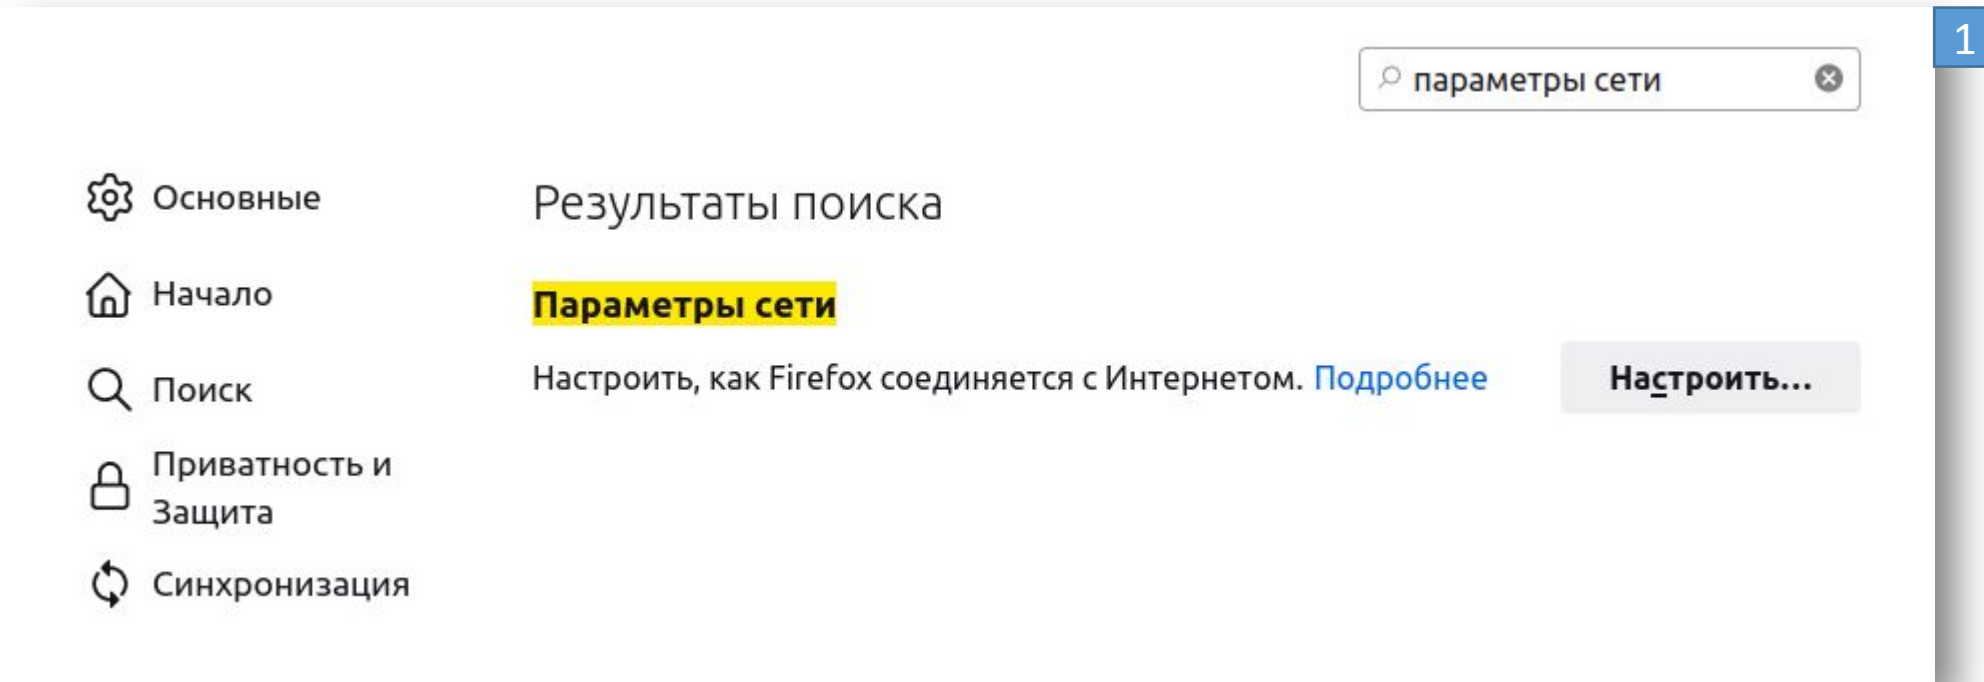 1
параметры сети
Основные
Начало
Поиск
Приватность и
Защита
Синхронизация
Результаты поиска
Параметры сети
Настроить, как Firefox соединяется с Интернетом. Подробнее
Настроить...